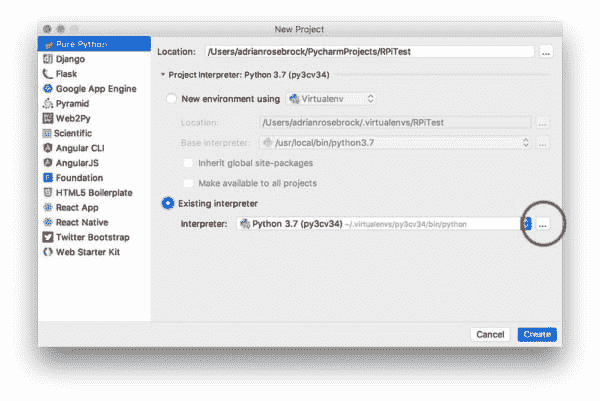 New Project
Pure Python
Django
Flask
Google App Engine
Pyramid
Web2Py
Scientific
Angular CLI
AngularJS
Foundation
HTML5 Boilerplate
React App
React Native
Twitter Bootstrap
Web Starter Kit
Location: /Users/adrianrosebrock/PycharmProjects/RPiTest ...
Project Interpreter: Python 3.7 (py3cv34)
New environment using Virtualenv
Location: /Users/adrianrosebrock/.virtualenvs/RPiTest ...
Base interpreter: /usr/local/bin/python3.7 ...
Inherit global site-packages
Make available to all projects
Existing interpreter
Interpreter: Python 3.7 (py3cv34) ~/.virtualenvs/py3cv34/bin/python ...
Cancel Create